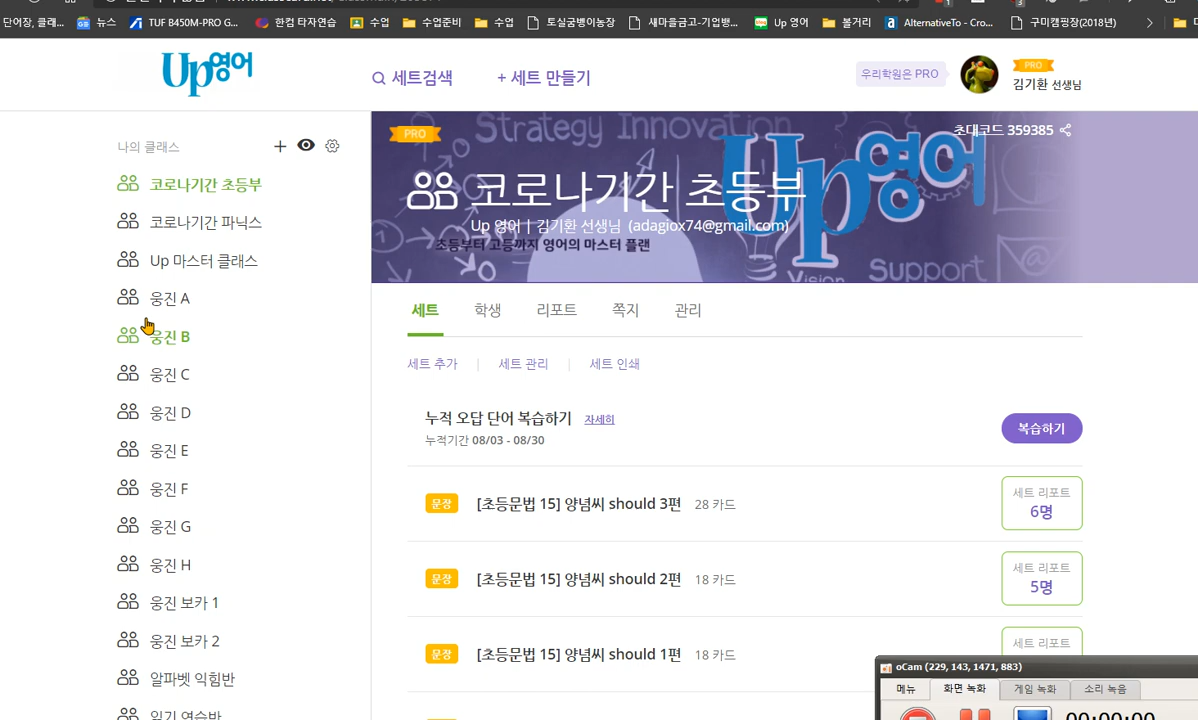 단어장, 클래...
뉴스
TUF B450M-PRO G...
한컴 타자연습
수업
수업준비
수업
토실금뱅이농장
새마을금고-기업뱅...
Up 영어
볼거리
AlternativeTo - Cro...
구미캠핑장(2018년)
Up영어
세트검색
+ 세트 만들기
우리학원은 PRO
PRO
김기환 선생님
나의 클래스
코로나기간 초등부
코로나기간 파닉스
Up 마스터 클래스
웅진 A
웅진 B
웅진 C
웅진 D
웅진 E
웅진 F
웅진 G
웅진 H
웅진 보카 1
웅진 보카 2
알파벳 익힘반
읽기 연습반
PRO
Strategy Innovation
초대코드 359385
Up영어
코로나기간 초등부
Up 영어 | 김기환 선생님 (adagiox74@gmail.com)
초등부터 고등까지 영어의 마스터 플랜
Vision
Support
세트
학생
리포트
쪽지
관리
세트 추가
세트 관리
세트 인쇄
누적 오답 단어 복습하기 자세히
누적기간 08/03 - 08/30
복습하기
문장 [초등문법 15] 양념씨 should 3편 28 카드
세트 리포트
6명
문장 [초등문법 15] 양념씨 should 2편 18 카드
세트 리포트
5명
문장 [초등문법 15] 양념씨 should 1편 18 카드
세트 리포트
oCam (229, 143, 1471, 883)
메뉴
화면 녹화
게임 녹화
소리 녹음
00:00:00